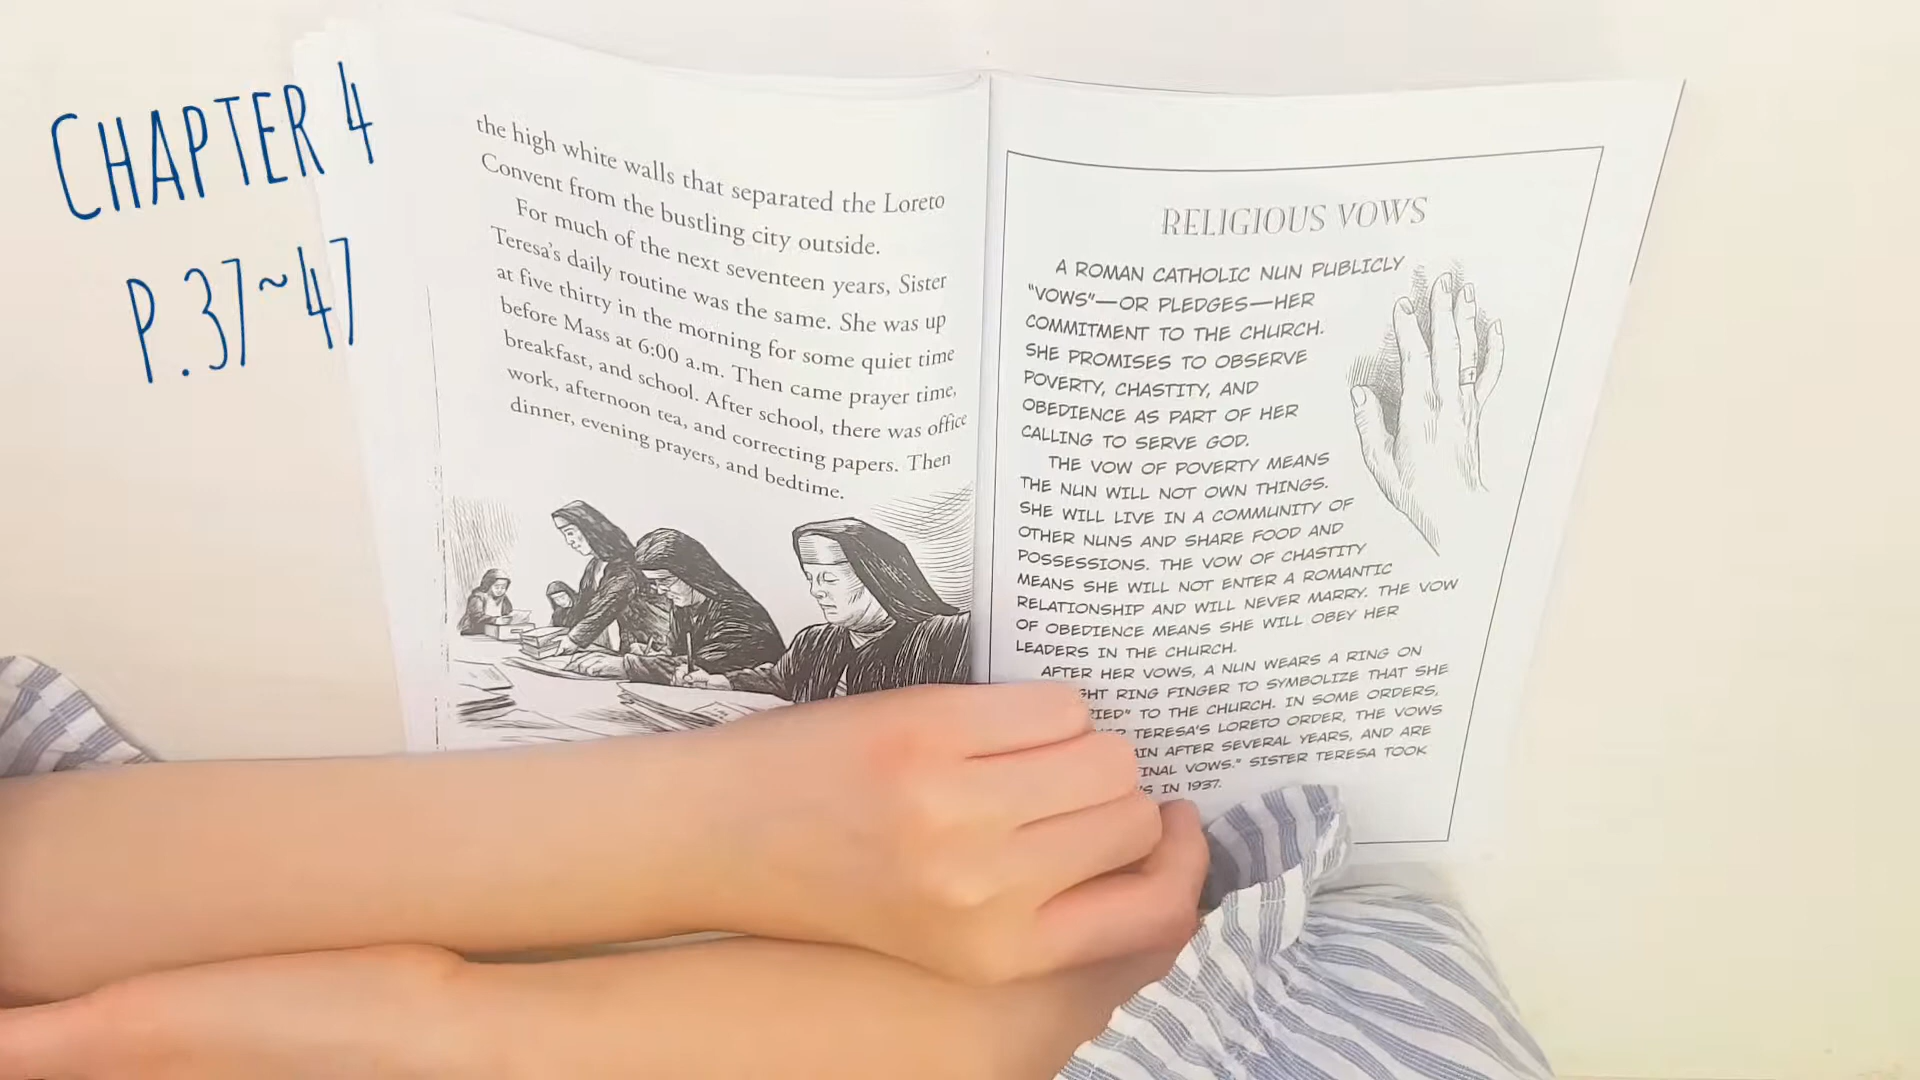 CHAPTER 4
P.37~47
the high white walls that separated the Loreto
Convent from the bustling city outside.
For much of the next seventeen years, Sister
Teresa's daily routine was the same. She was up
at five thirty in the morning for some quiet time
before Mass at 6:00 a.m. Then came prayer time,
breakfast, and school. After school, there was office
work, afternoon tea, and correcting papers. Then
dinner, evening prayers, and bedtime.
RELIGIOUS VOWS
A ROMAN CATHOLIC NUN PUBLICLY
"VOWS"—OR PLEDGES—HER
COMMITMENT TO THE CHURCH.
SHE PROMISES TO OBSERVE
POVERTY, CHASTITY, AND
OBEDIENCE AS PART OF HER
CALLING TO SERVE GOD.
THE VOW OF POVERTY MEANS
THE NUN WILL NOT OWN THINGS.
SHE WILL LIVE IN A COMMUNITY OF
OTHER NUNS AND SHARE FOOD AND
POSSESSIONS. THE VOW OF CHASTITY
MEANS SHE WILL NOT ENTER A ROMANTIC
RELATIONSHIP AND WILL NEVER MARRY. THE VOW
OF OBEDIENCE MEANS SHE WILL OBEY HER
LEADERS IN THE CHURCH.
AFTER HER VOWS, A NUN WEARS A RING ON
RING FINGER TO SYMBOLIZE THAT SHE
TO THE CHURCH. IN SOME ORDERS,
TERESA'S LORETO ORDER, THE VOWS
AFTER SEVERAL YEARS, AND ARE
VOWS." SISTER TERESA TOOK
IN 1937.